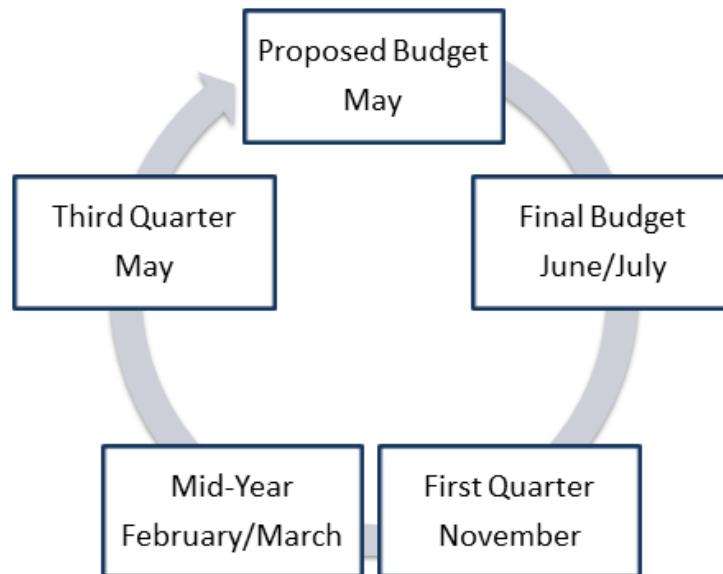 Proposed Budget
May
Final Budget
June/July
First Quarter
November
Mid-Year
February/March
Third Quarter
May